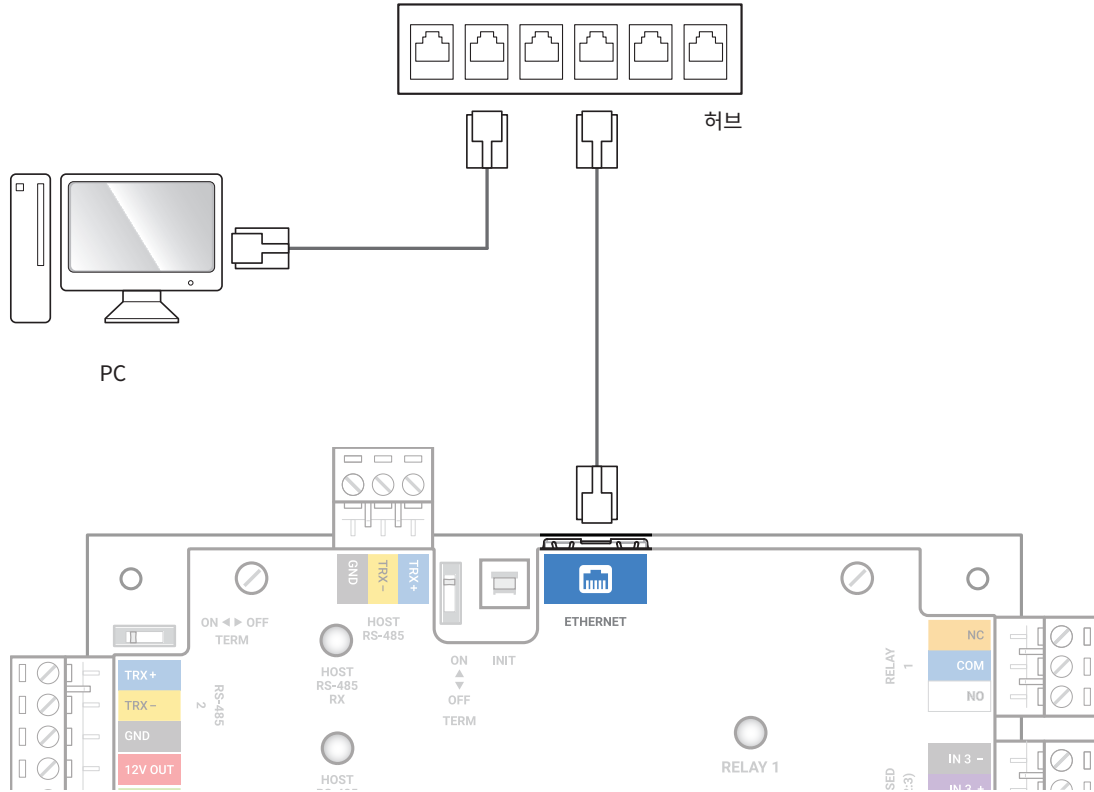 허브
PC
GND
TRX -
TRX +
ETHERNET
ON ◀ ▶ OFF
TERM
HOST
RS-485
HOST
RS-485
RX
ON
▲
▼
OFF
TERM
INIT
TRX +
TRX -
GND
12V OUT
RS-485
2
RELAY
1
NC
COM
NO
RELAY 1
HOST
IN 3 -